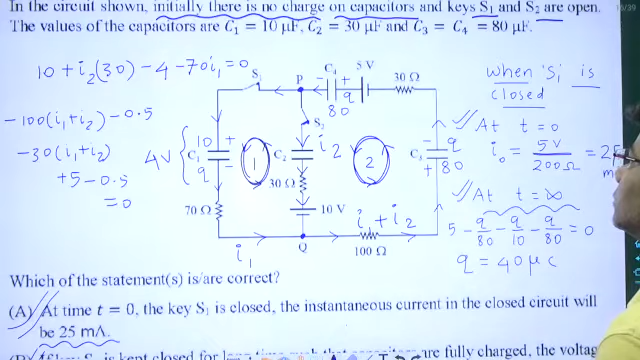 In the circuit shown, initially there is no charge on capacitors and keys S1 and S2 are open.
The values of the capacitors are C1 = 10 μF, C2 = 30 μF and C3 = C4 = 80 μF.
10 + i2(30) - 4 - 70i1 = 0
-100(i1+i2) - 0.5
-30(i1+i2)
+5 - 0.5
= 0
S1
P
C4
- +
q
80
5 V
30 Ω
4V
10 +
C1
q -
1
S2
i2
C2
2
- q
C3
+ 80
30 Ω
70 Ω
10 V
i1
Q
i1 + i2
100 Ω
when 'S1 is
closed
At t = 0
i0 = 5V/200Ω = 25
m
At t = ∞
5 - q/80 - q/10 - q/80 = 0
q = 40 μC
Which of the statement(s) is/are correct?
(A) At time t = 0, the key S1 is closed, the instantaneous current in the closed circuit will
be 25 mA.